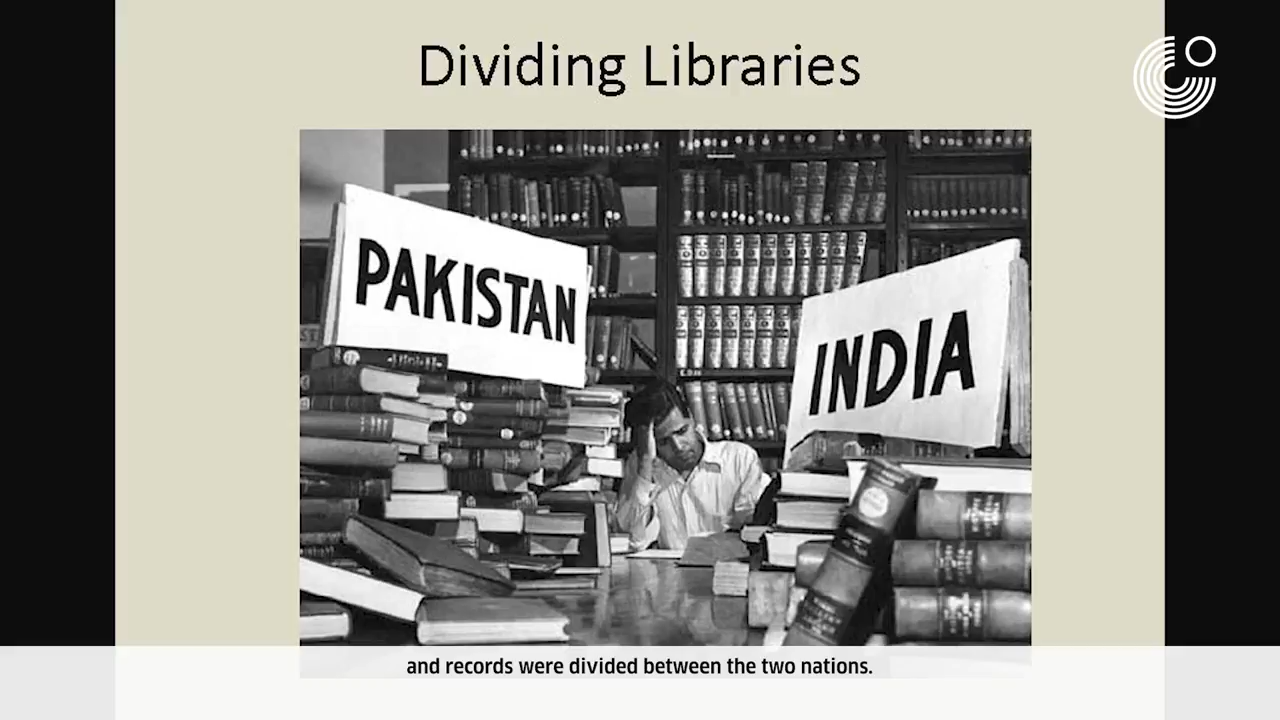 Dividing Libraries
PAKISTAN
INDIA
and records were divided between the two nations.